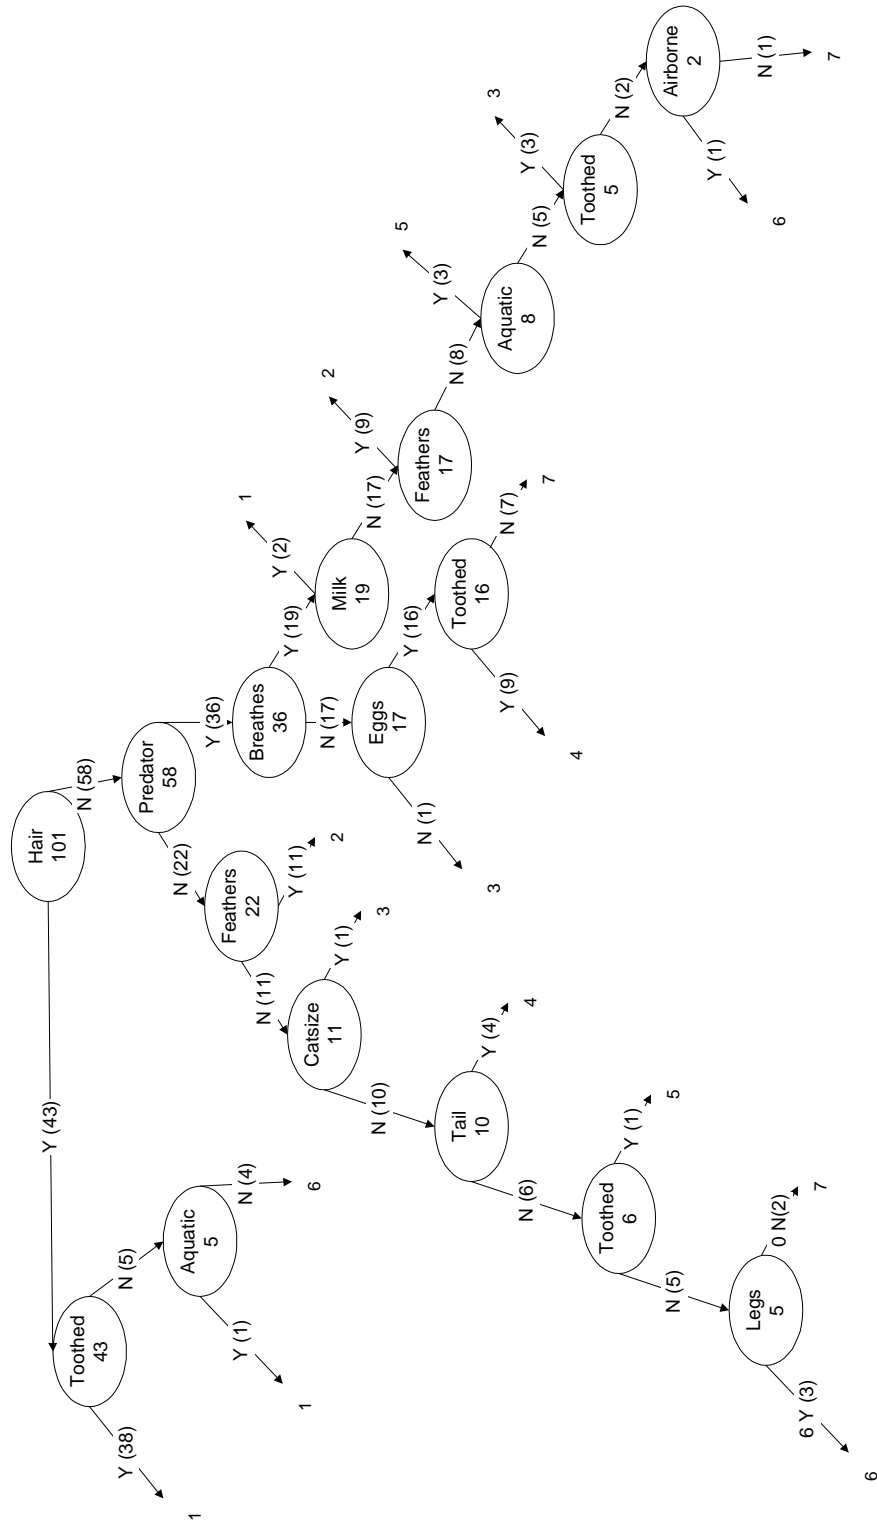 Hair
101
Y (43)
N (58)
Toothed
43
Y (38)
1
N (5)
Aquatic
5
Y (1)
1
N (4)
6
Predator
58
N (22)
Y (36)
Feathers
22
N (11)
Y (11)
2
Catsize
11
N (10)
Y (1)
3
Tail
10
N (6)
Y (4)
4
Toothed
6
N (5)
Y (1)
5
Legs
5
6 Y (3)
6
0 N(2)
7
Breathes
36
N (17)
Y (19)
Eggs
17
N (1)
3
Y (16)
Toothed
16
Y (9)
4
N (7)
7
Milk
19
Y (2)
1
N (17)
Feathers
17
Y (9)
2
N (8)
Aquatic
8
Y (3)
5
N (5)
Toothed
5
Y (3)
3
N (2)
Airborne
2
Y (1)
6
N (1)
7